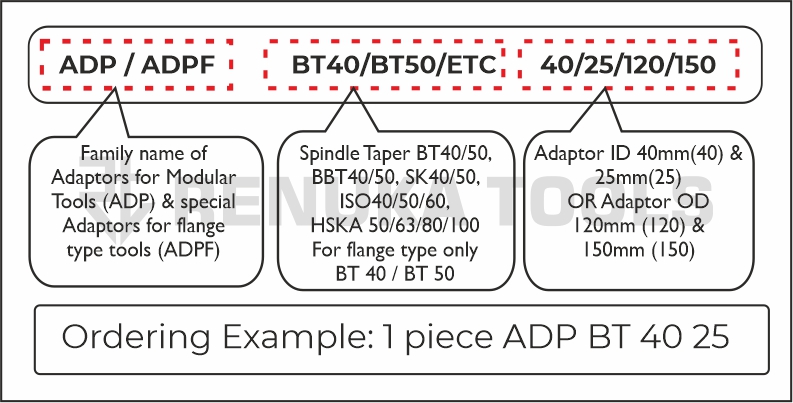 ADP / ADPF
BT40/BT50/ETC
40/25/120/150
Family name of
Adaptors for Modular
Tools (ADP) & special
Adaptors for flange
type tools (ADPF)
Spindle Taper BT40/50,
BBT40/50, SK40/50,
ISO40/50/60,
HSKA 50/63/80/100
For flange type only
BT 40 / BT 50
Adaptor ID 40mm(40) &
25mm(25)
OR Adaptor OD
120mm (120) &
150mm (150)
RENUKA TOOLS
Ordering Example: 1 piece ADP BT 40 25